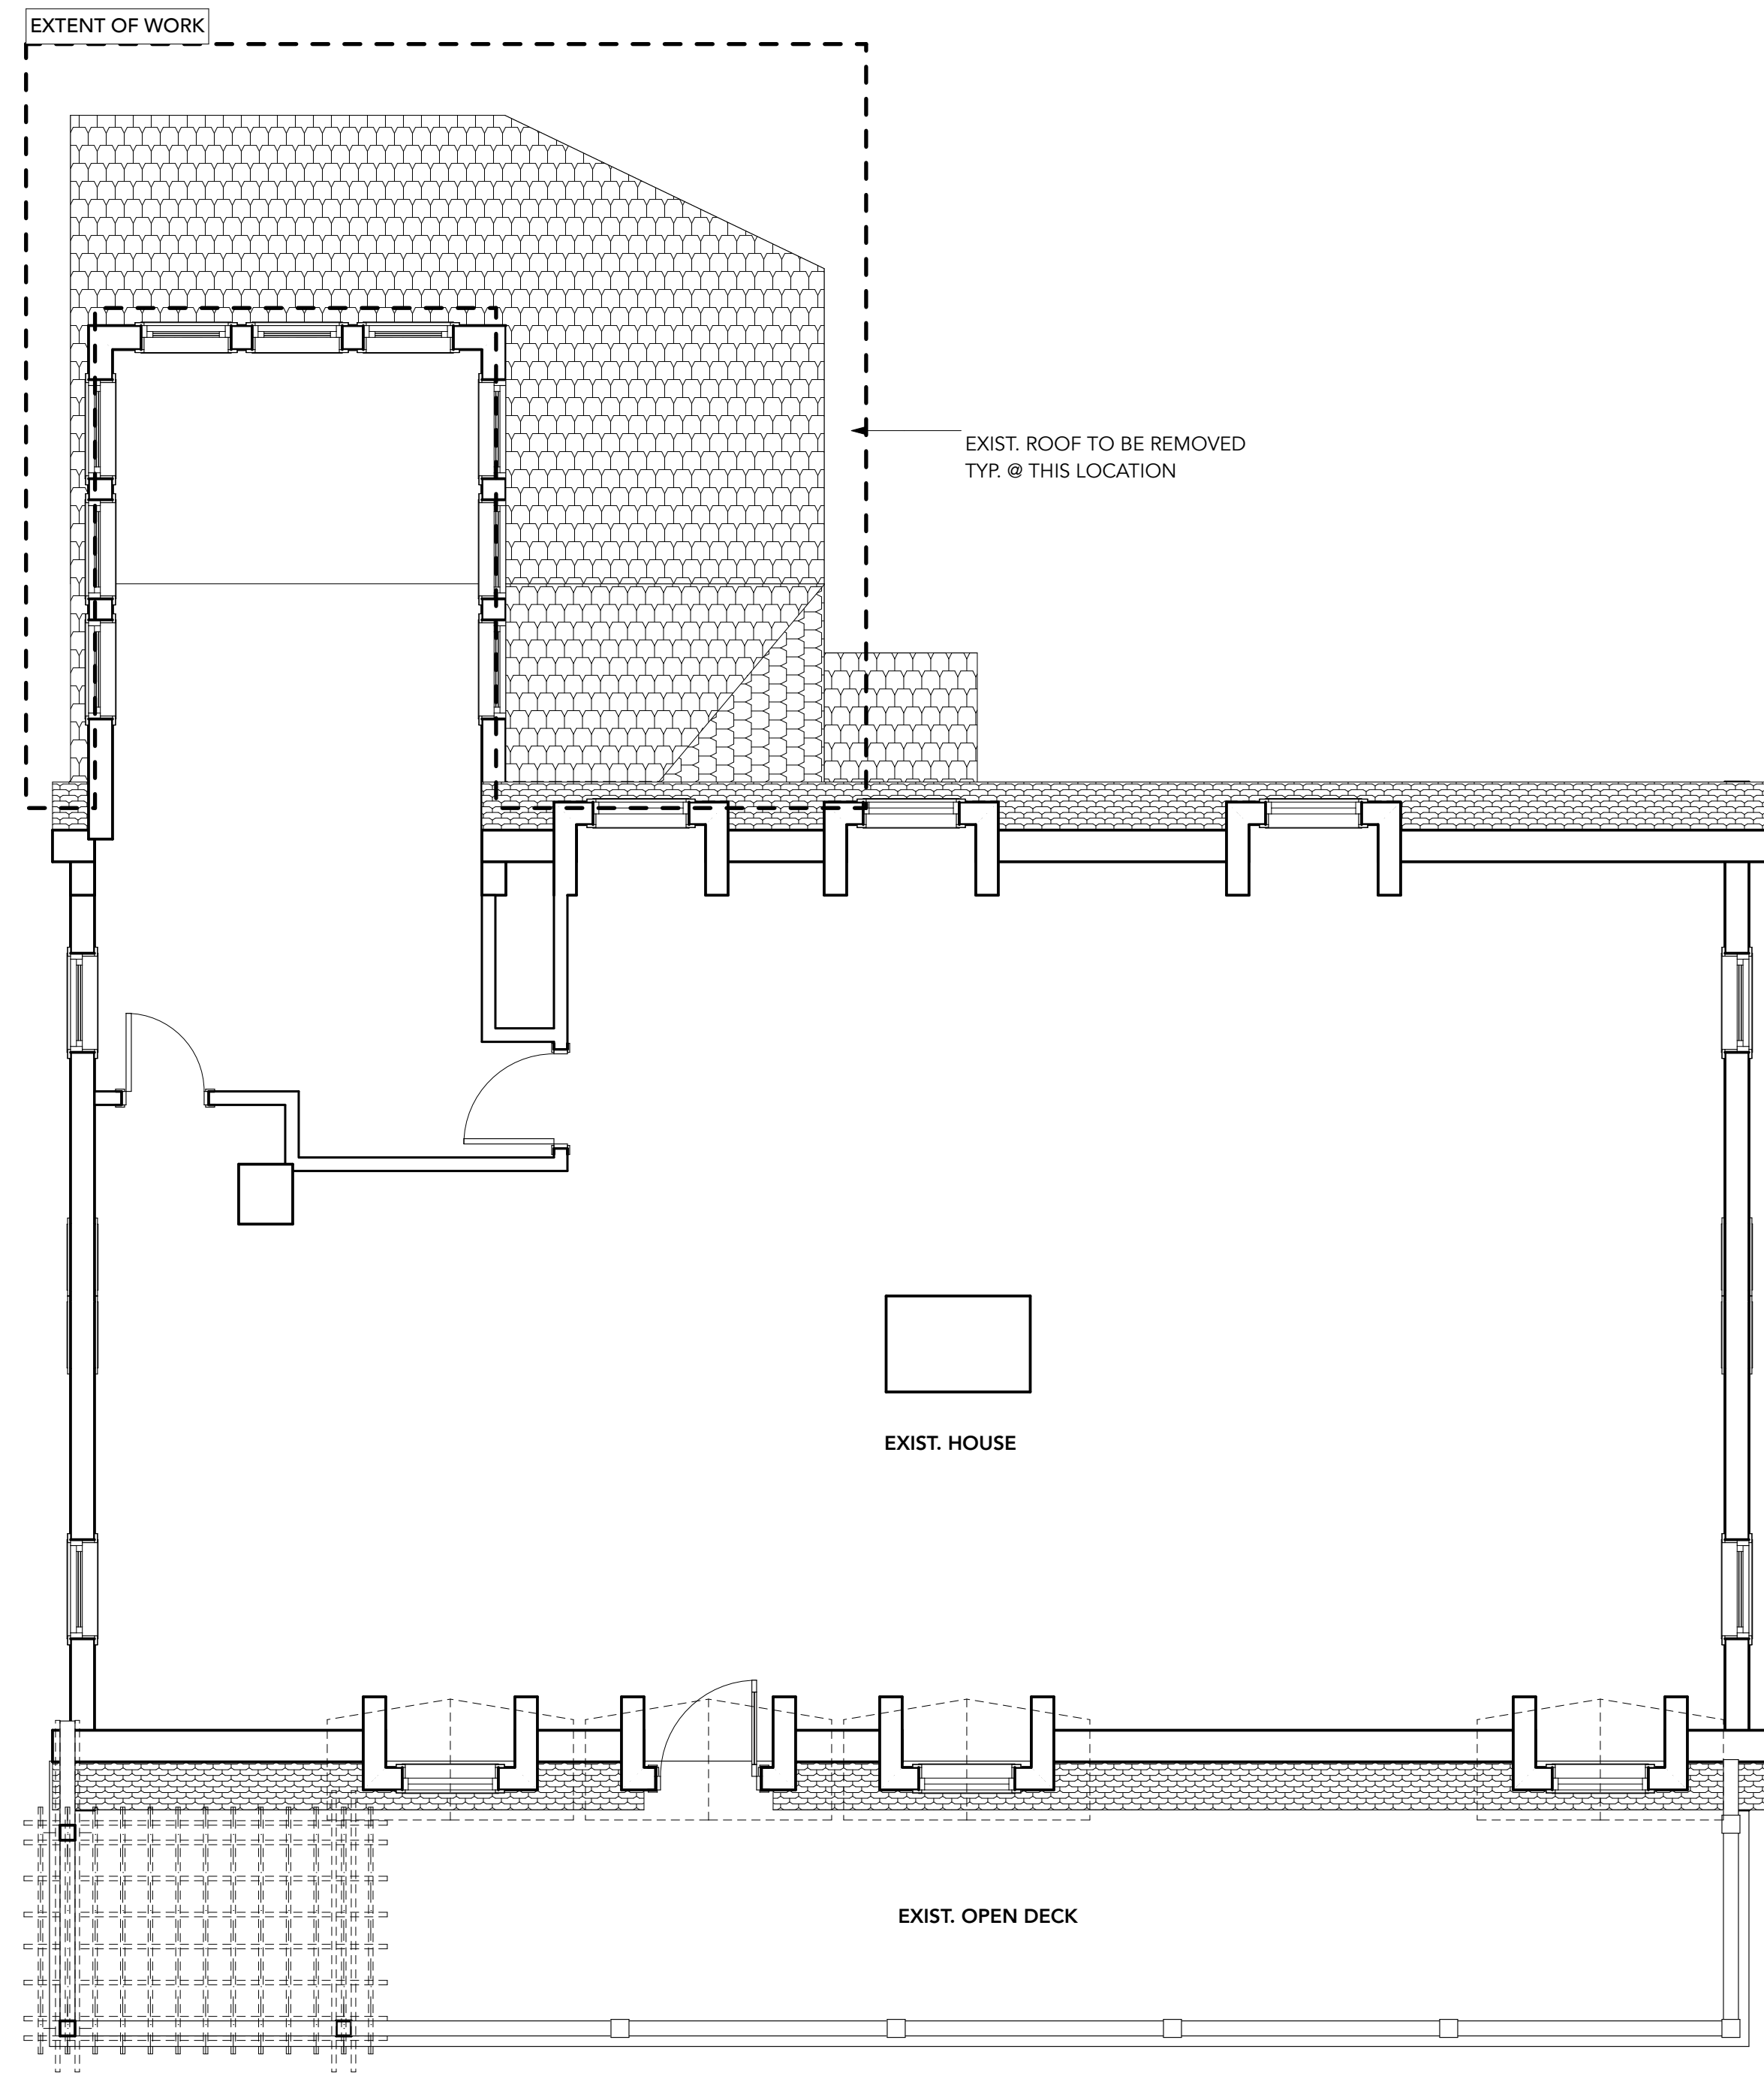 EXTENT OF WORK
EXIST. ROOF TO BE REMOVED
TYP. @ THIS LOCATION
EXIST. HOUSE
EXIST. OPEN DECK